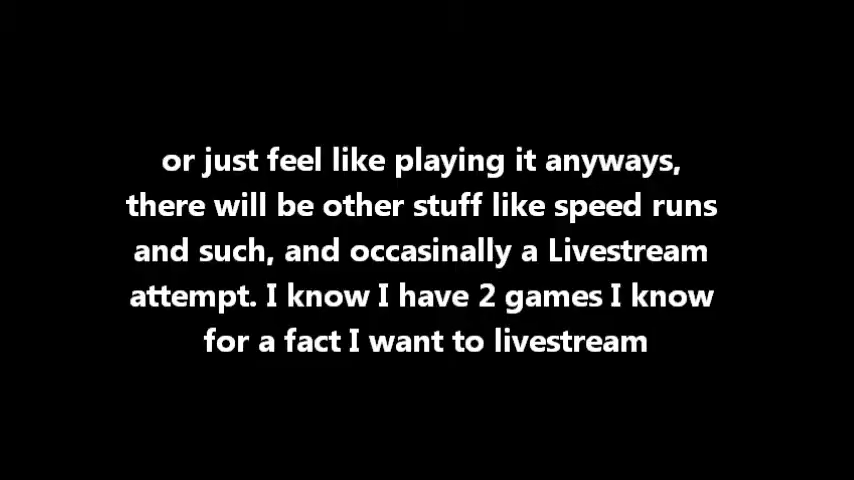 or just feel like playing it anyways,
there will be other stuff like speed runs
and such, and occasinally a Livestream
attempt. I know I have 2 games I know
for a fact I want to livestream